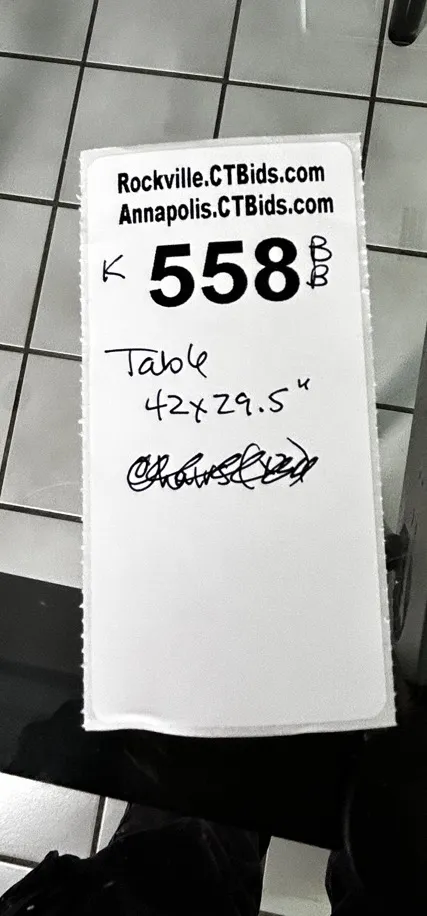 Rockville.CTBids.com
Annapolis.CTBids.com
K 558 BB
Table
42x29.5"